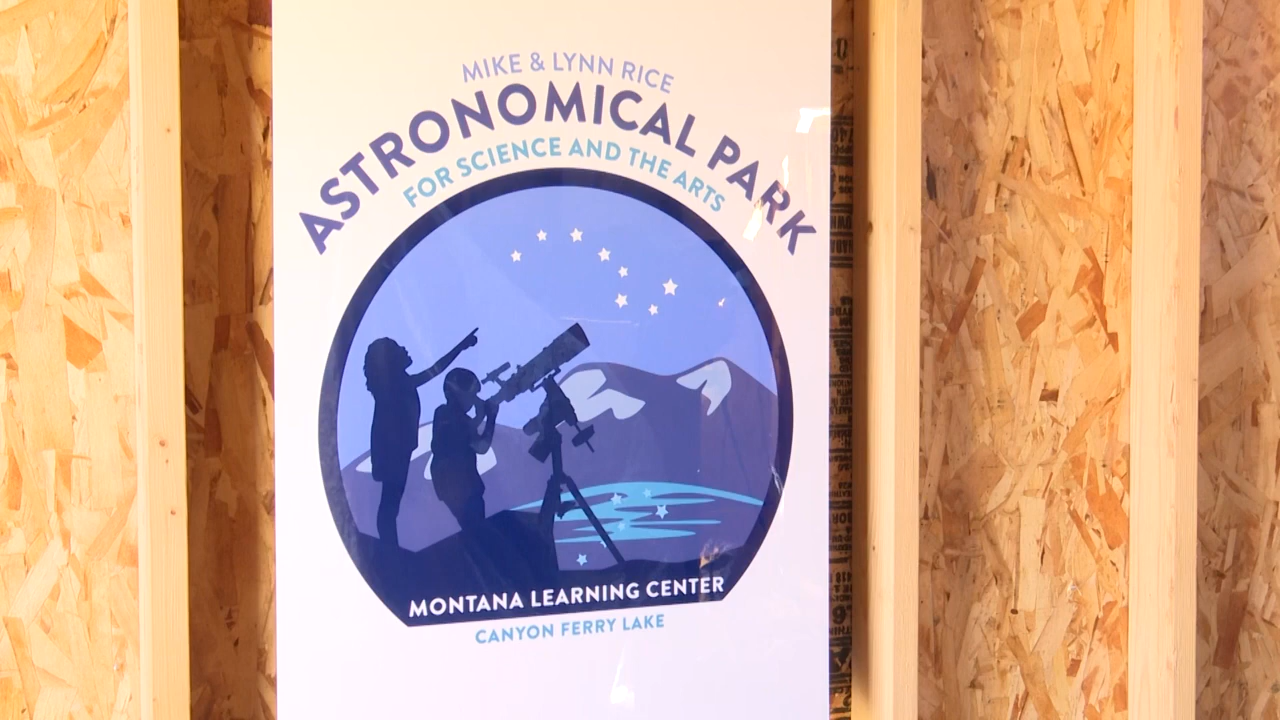 MIKE & LYNN RICE
ASTRONOMICAL PARK
FOR SCIENCE AND THE ARTS
MONTANA LEARNING CENTER
CANYON FERRY LAKE